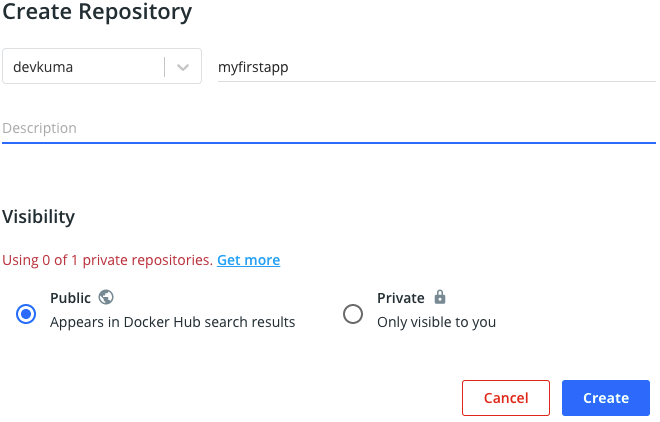 Create Repository
devkuma myfirstapp
Description
Visibility
Using 0 of 1 private repositories. Get more
Public Private
Appears in Docker Hub search results Only visible to you
Cancel Create